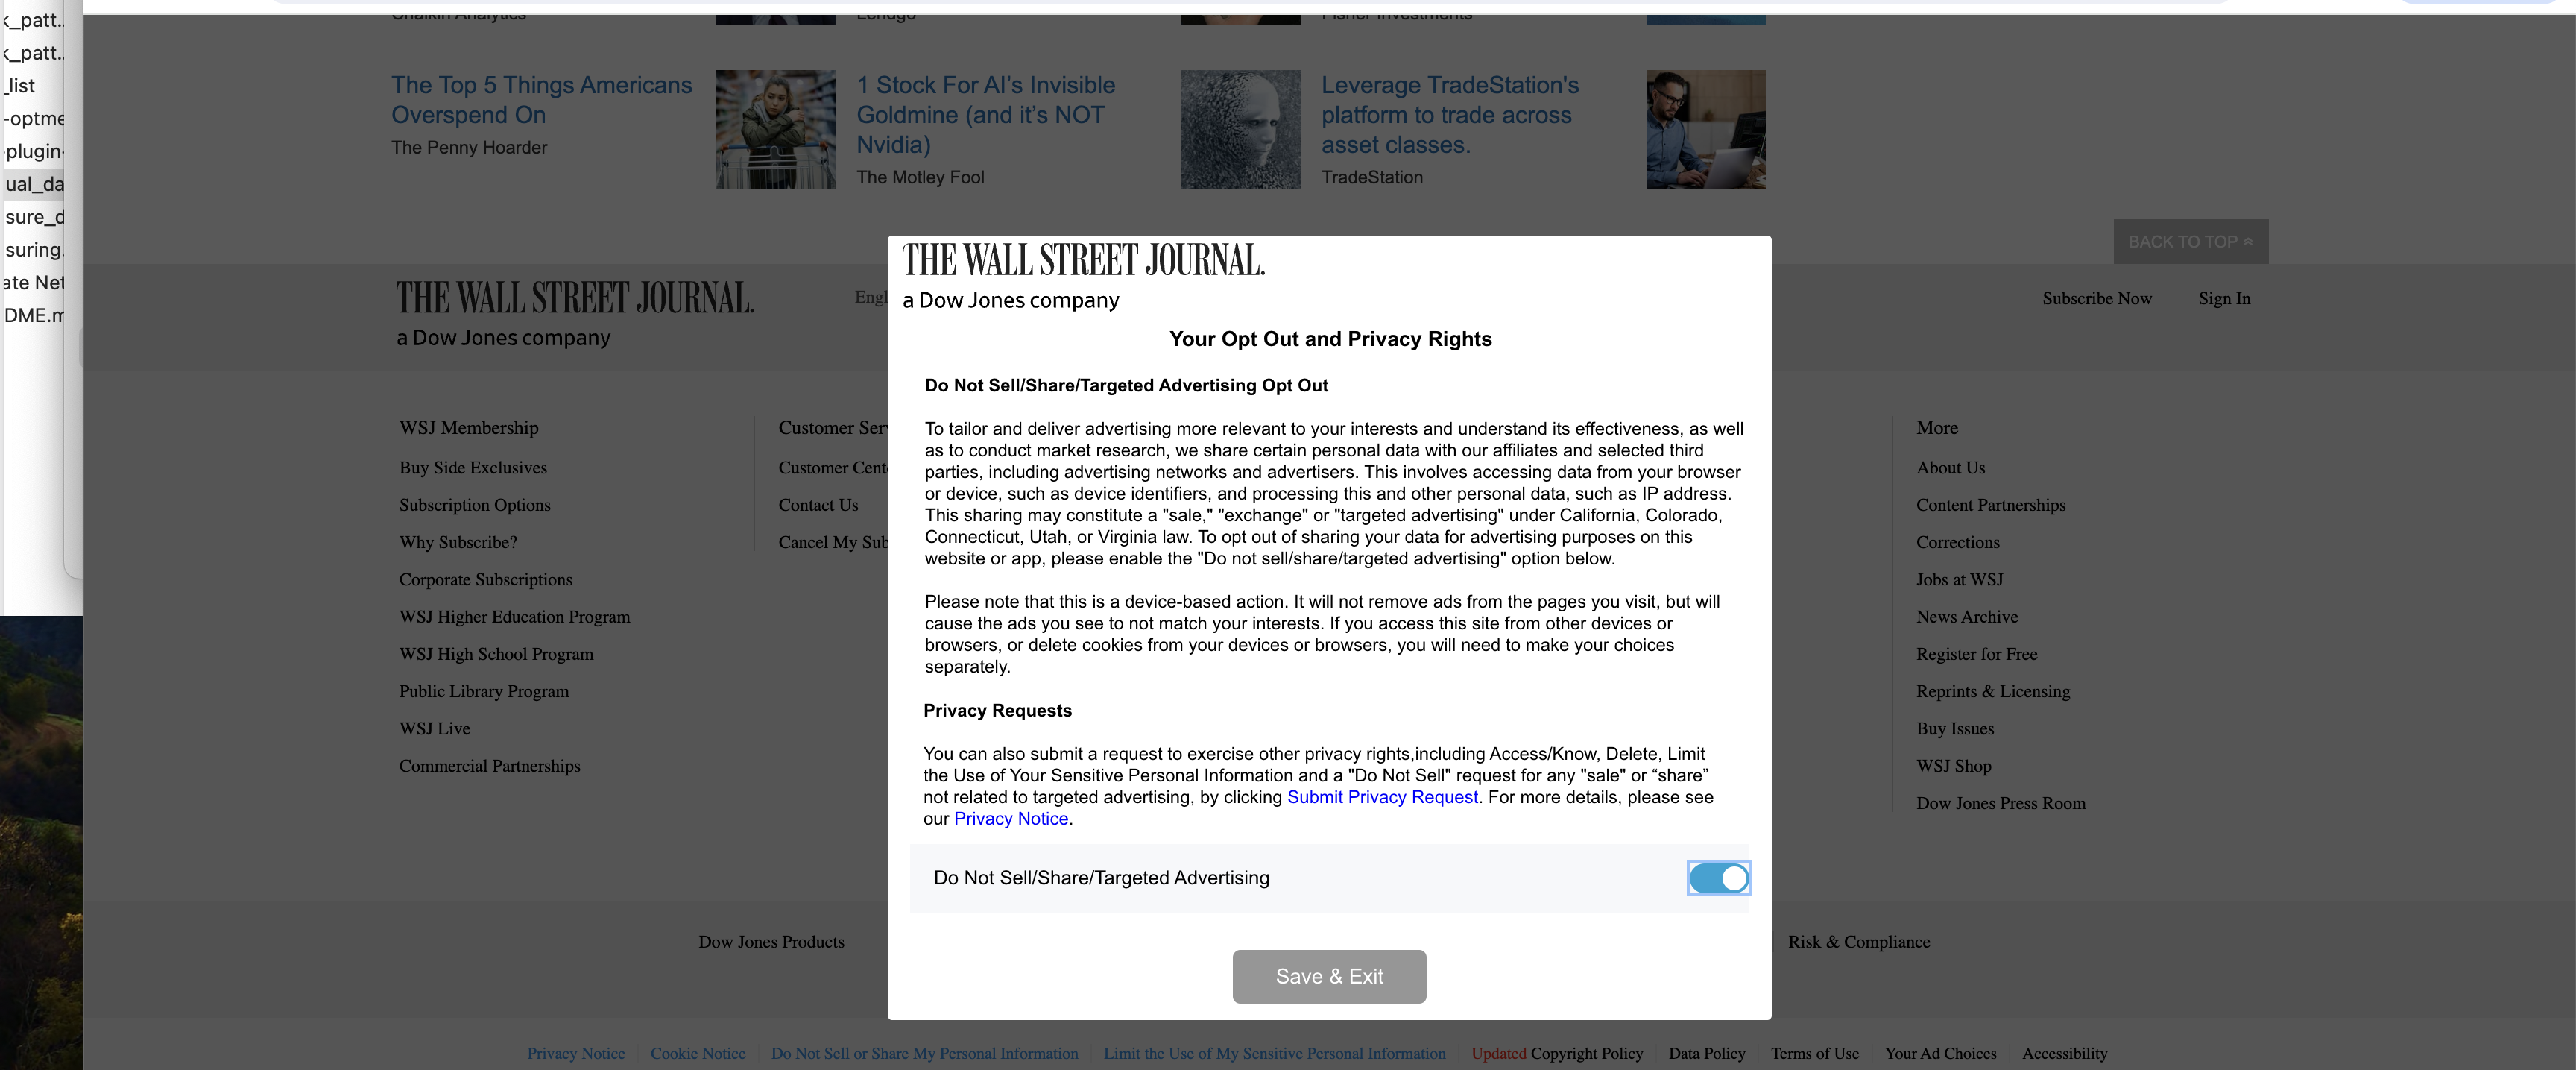 k_patt..
k_patt..
_list
-optme
plugin-
ual_da
sure_d
suring.
ate Net
DME.m
Chaikin Analytics
Lendgo
Fisher Investments
The Top 5 Things Americans
Overspend On
The Penny Hoarder
1 Stock For AI’s Invisible
Goldmine (and it’s NOT
Nvidia)
The Motley Fool
Leverage TradeStation's
platform to trade across
asset classes.
TradeStation
BACK TO TOP
THE WALL STREET JOURNAL.
a Dow Jones company
Engl
Subscribe Now
Sign In
WSJ Membership
Buy Side Exclusives
Subscription Options
Why Subscribe?
Corporate Subscriptions
WSJ Higher Education Program
WSJ High School Program
Public Library Program
WSJ Live
Commercial Partnerships
Customer Serv
Customer Cent
Contact Us
Cancel My Sub
THE WALL STREET JOURNAL.
a Dow Jones company
Your Opt Out and Privacy Rights
Do Not Sell/Share/Targeted Advertising Opt Out
To tailor and deliver advertising more relevant to your interests and understand its effectiveness, as well
as to conduct market research, we share certain personal data with our affiliates and selected third
parties, including advertising networks and advertisers. This involves accessing data from your browser
or device, such as device identifiers, and processing this and other personal data, such as IP address.
This sharing may constitute a "sale," "exchange" or "targeted advertising" under California, Colorado,
Connecticut, Utah, or Virginia law. To opt out of sharing your data for advertising purposes on this
website or app, please enable the "Do not sell/share/targeted advertising" option below.
Please note that this is a device-based action. It will not remove ads from the pages you visit, but will
cause the ads you see to not match your interests. If you access this site from other devices or
browsers, or delete cookies from your devices or browsers, you will need to make your choices
separately.
Privacy Requests
You can also submit a request to exercise other privacy rights,including Access/Know, Delete, Limit
the Use of Your Sensitive Personal Information and a "Do Not Sell" request for any "sale" or “share”
not related to targeted advertising, by clicking Submit Privacy Request. For more details, please see
our Privacy Notice.
Do Not Sell/Share/Targeted Advertising
Save & Exit
More
About Us
Content Partnerships
Corrections
Jobs at WSJ
News Archive
Register for Free
Reprints & Licensing
Buy Issues
WSJ Shop
Dow Jones Press Room
Dow Jones Products
Risk & Compliance
Privacy Notice
Cookie Notice
Do Not Sell or Share My Personal Information
Limit the Use of My Sensitive Personal Information
Updated Copyright Policy
Data Policy
Terms of Use
Your Ad Choices
Accessibility